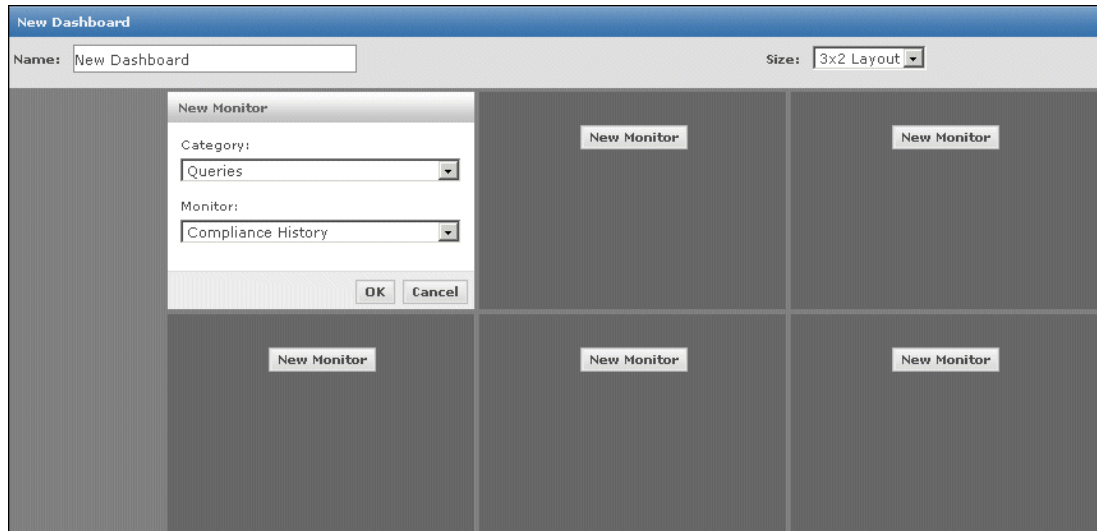 New Dashboard
Name: New Dashboard Size: 3x2 Layout
New Monitor
Category:
Queries
Monitor:
Compliance History
OK Cancel
New Monitor
New Monitor
New Monitor
New Monitor
New Monitor